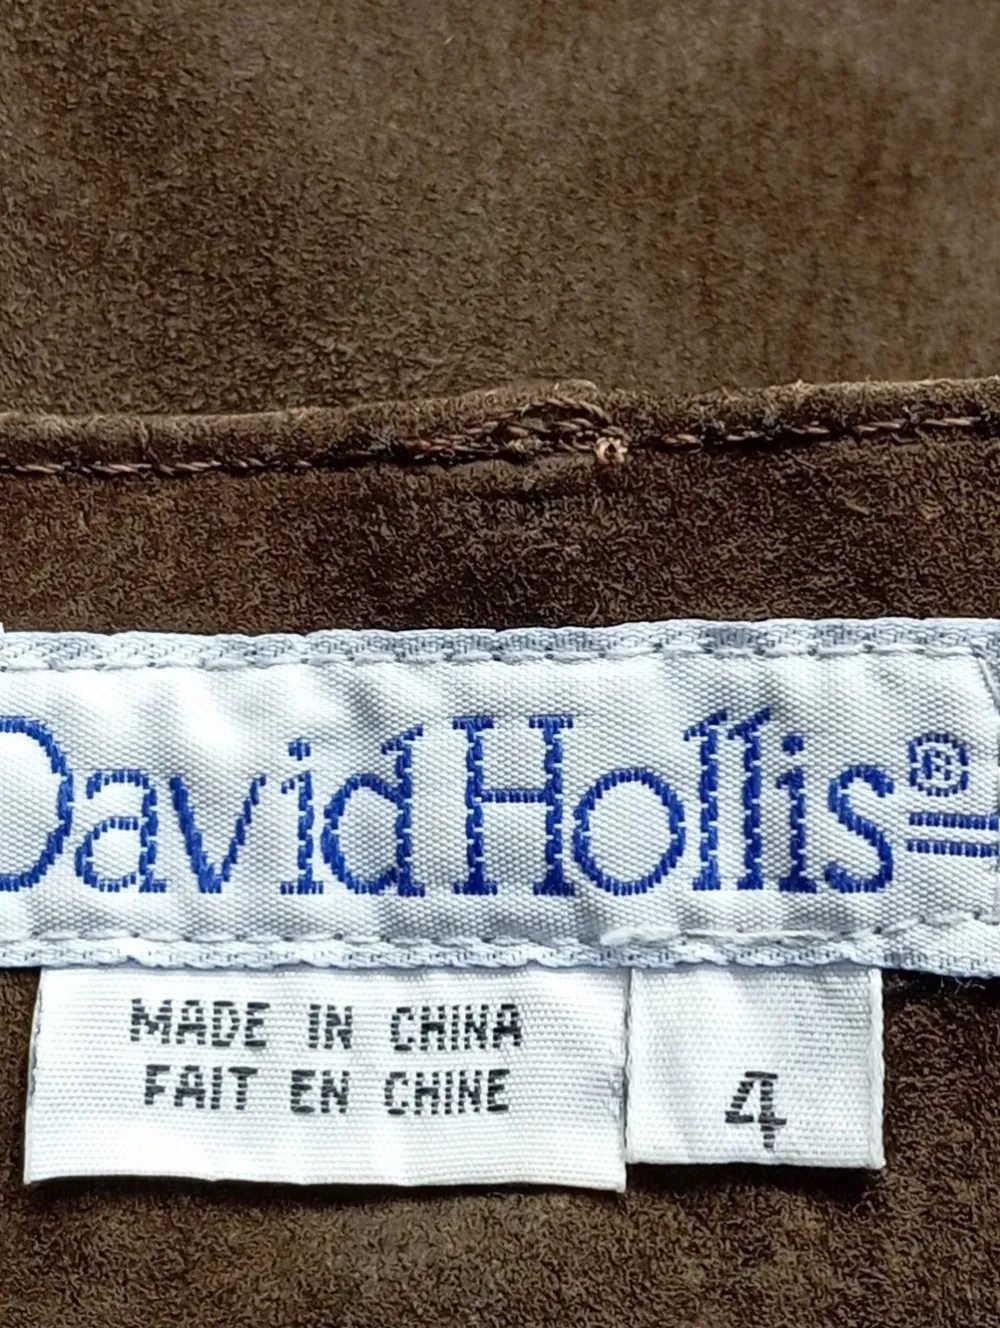 David Hollis®
MADE IN CHINA
FAIT EN CHINE
4